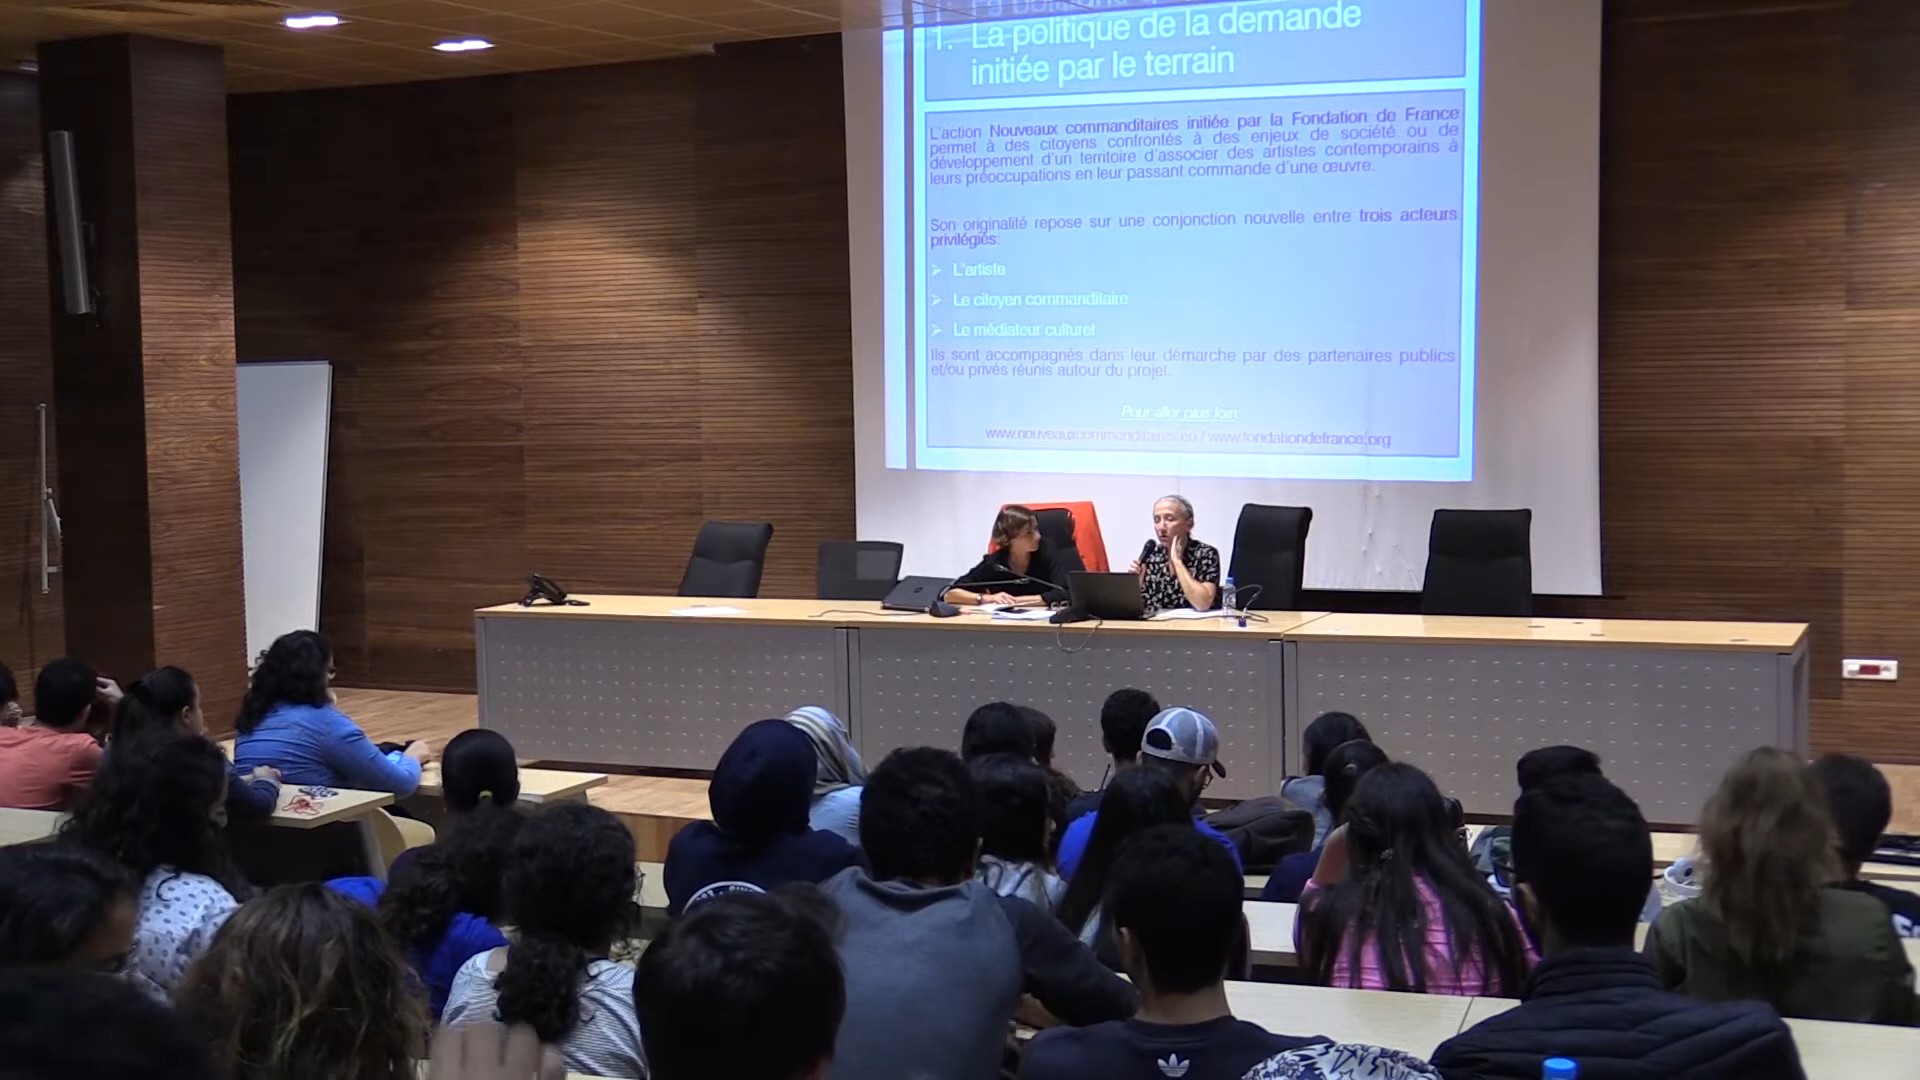 1. La politique de la demande
initiée par le terrain
L'action Nouveaux commanditaires initiée par la Fondation de France
permet à des citoyens confrontés à des enjeux de société ou de
développement d'un territoire d'associer des artistes contemporains à
leurs préoccupations en leur passant commande d'une œuvre.
Son originalité repose sur une conjonction nouvelle entre trois acteurs
privilégiés:
➢ L'artiste
➢ Le citoyen commanditaire
➢ Le médiateur culturel
Ils sont accompagnés dans leur démarche par des partenaires publics
et/ou privés réunis autour du projet.
Pour aller plus loin:
www.nouveauxcommanditaires.eu / www.fondationdefrance.org